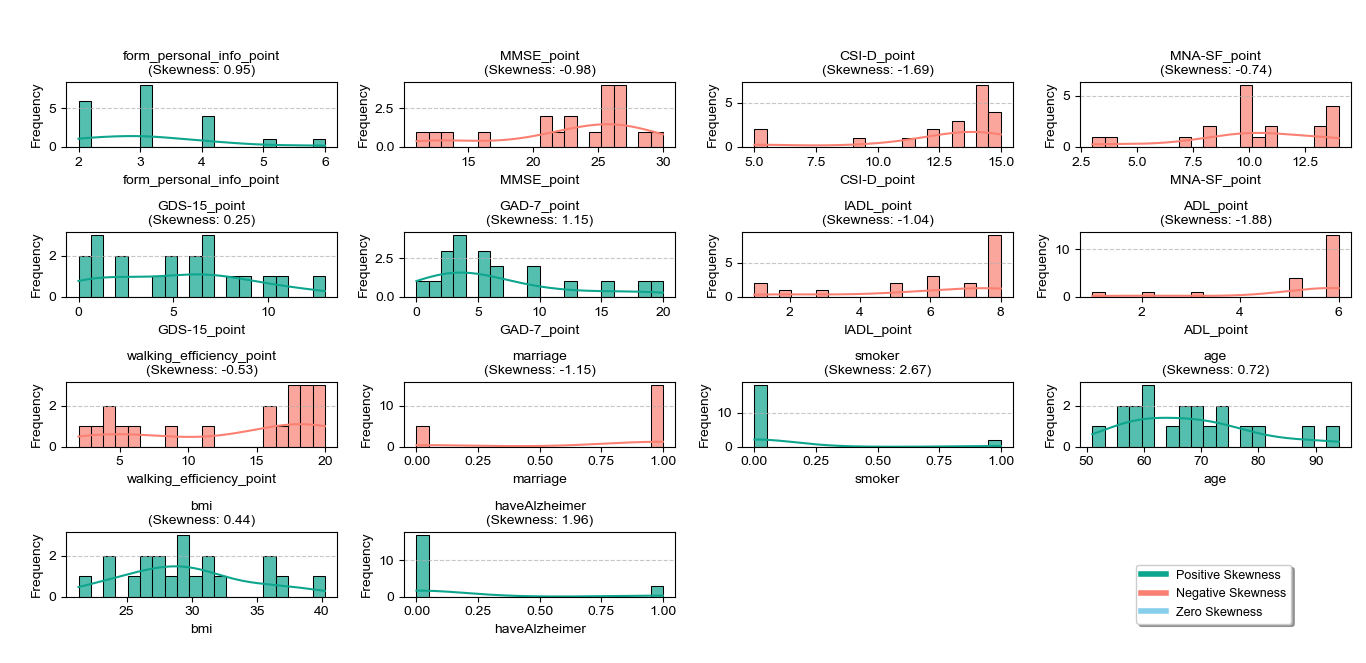 form_personal_info_point
(Skewness: 0.95)
Frequency
5
0
2 3 4 5 6
form_personal_info_point
MMSE_point
(Skewness: -0.98)
Frequency
2.5
0.0
15 20 25 30
MMSE_point
CSI-D_point
(Skewness: -1.69)
Frequency
5
0
5.0 7.5 10.0 12.5 15.0
CSI-D_point
MNA-SF_point
(Skewness: -0.74)
Frequency
5
0
2.5 5.0 7.5 10.0 12.5
MNA-SF_point
GDS-15_point
(Skewness: 0.25)
Frequency
2
0
0 5 10
GDS-15_point
GAD-7_point
(Skewness: 1.15)
Frequency
2.5
0.0
0 5 10 15 20
GAD-7_point
IADL_point
(Skewness: -1.04)
Frequency
5
0
2 4 6 8
IADL_point
ADL_point
(Skewness: -1.88)
Frequency
10
0
2 4 6
ADL_point
walking_efficiency_point
(Skewness: -0.53)
Frequency
2
0
5 10 15 20
walking_efficiency_point
marriage
(Skewness: -1.15)
Frequency
10
0
0.00 0.25 0.50 0.75 1.00
marriage
smoker
(Skewness: 2.67)
Frequency
10
0
0.00 0.25 0.50 0.75 1.00
smoker
age
(Skewness: 0.72)
Frequency
2
0
50 60 70 80 90
age
bmi
(Skewness: 0.44)
Frequency
2
0
25 30 35 40
bmi
haveAlzheimer
(Skewness: 1.96)
Frequency
10
0
0.00 0.25 0.50 0.75 1.00
haveAlzheimer
Positive Skewness
Negative Skewness
Zero Skewness